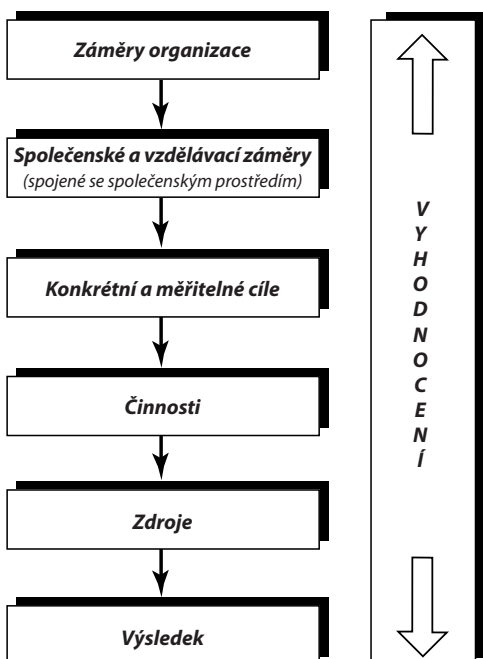 Záměry organizace
Společenské a vzdělávací záměry
(spojené se společenským prostředím)
Konkrétní a měřitelné cíle
Činnosti
Zdroje
Výsledek
V
Y
H
O
D
N
O
C
E
N
Í